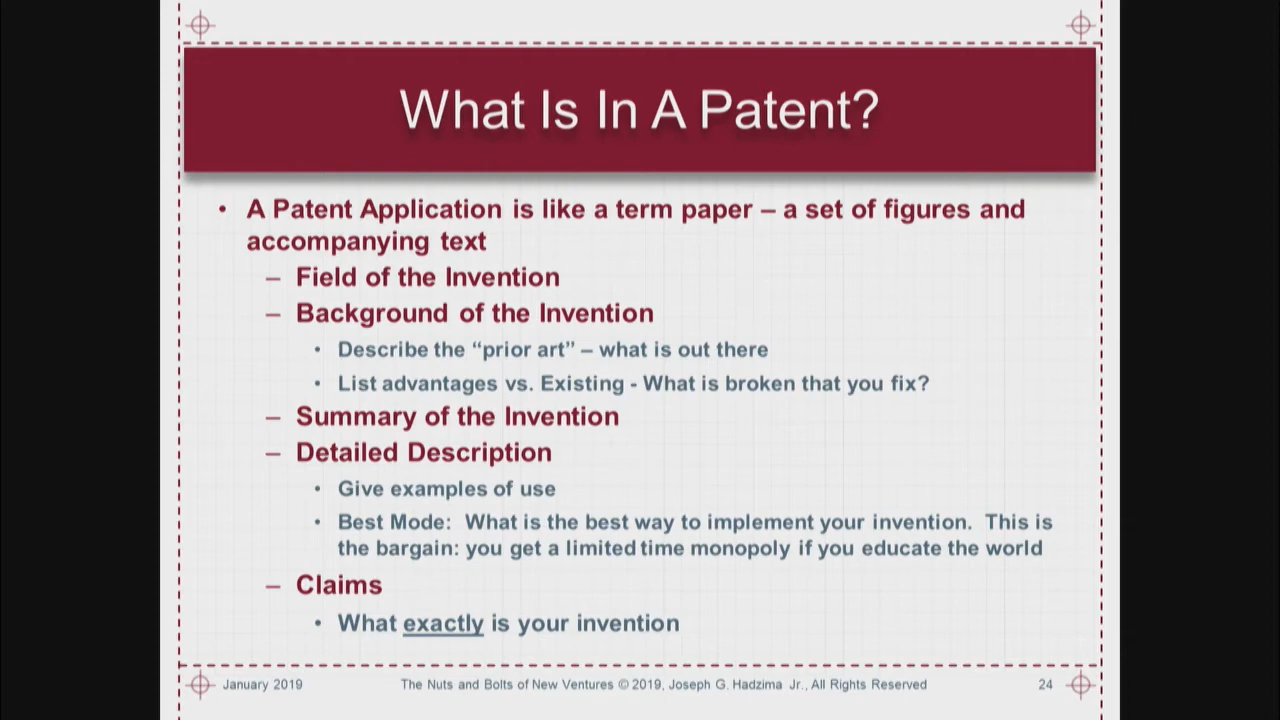 What Is In A Patent?
• A Patent Application is like a term paper – a set of figures and
accompanying text
– Field of the Invention
– Background of the Invention
• Describe the “prior art” – what is out there
• List advantages vs. Existing - What is broken that you fix?
– Summary of the Invention
– Detailed Description
• Give examples of use
• Best Mode: What is the best way to implement your invention. This is
the bargain: you get a limited time monopoly if you educate the world
– Claims
• What exactly is your invention
January 2019 The Nuts and Bolts of New Ventures © 2019, Joseph G. Hadzima Jr., All Rights Reserved 24